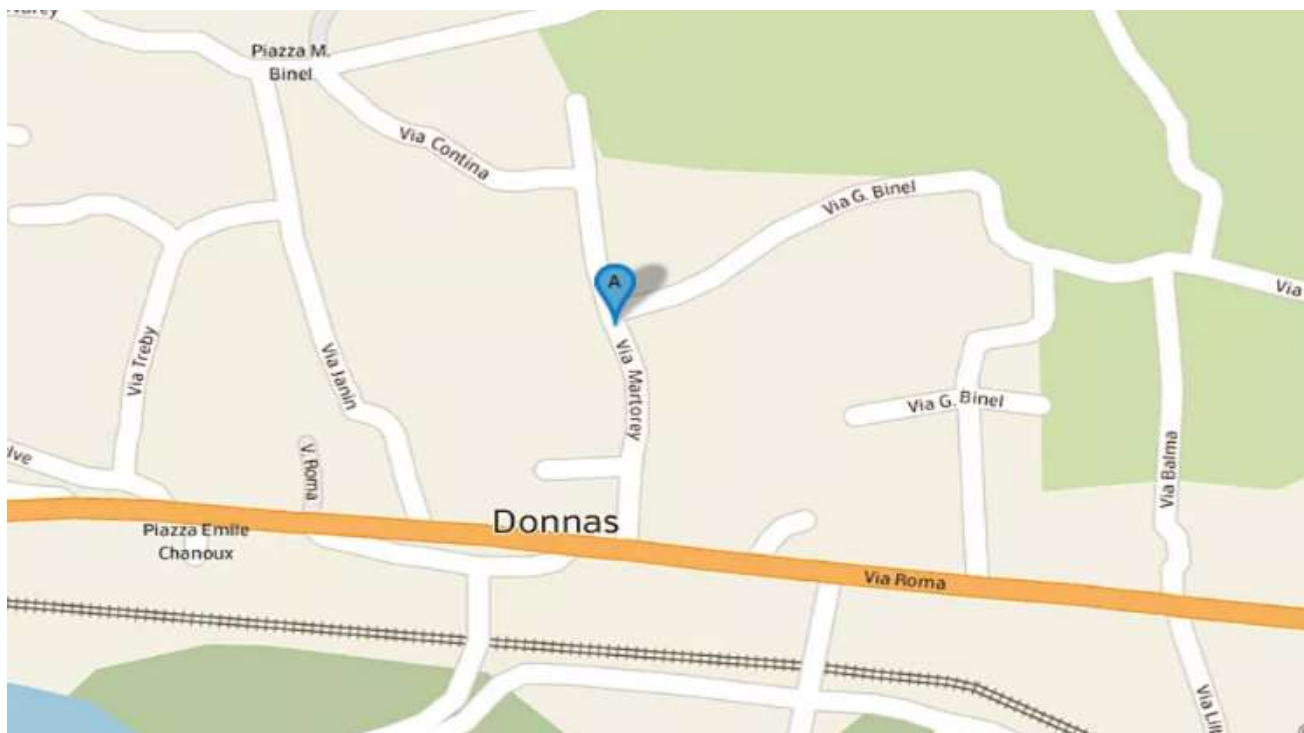 Piazza M.
Binel
Via Contina
Via G. Binel
A
Via
Via Treby
Via Janin
Via Martorey
Via G. Binel
V. Roma
Via Balma
Donnas
Piazza Emile
Chanoux
Via Roma